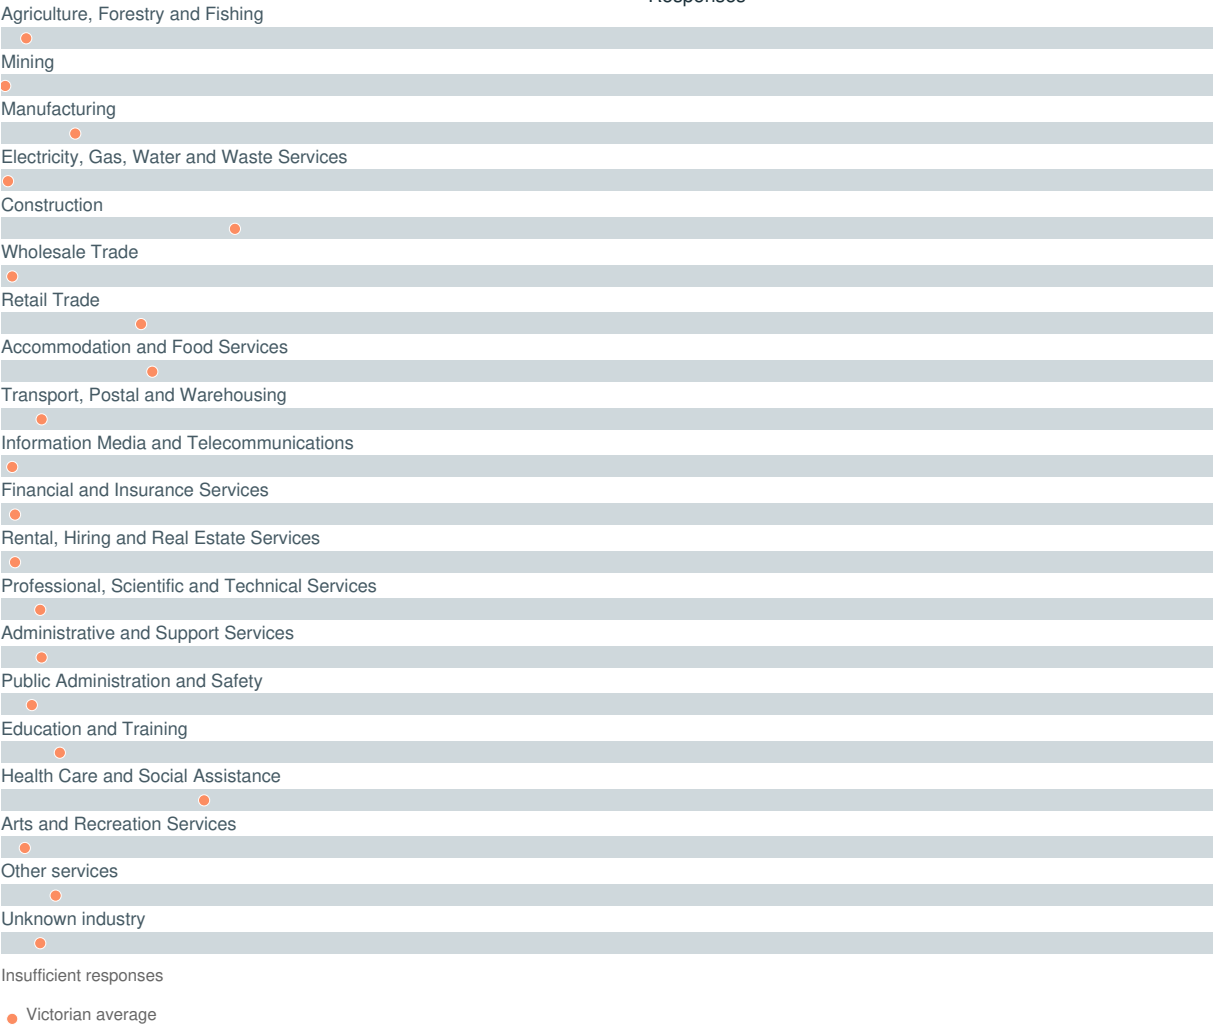 Responses
Agriculture, Forestry and Fishing
Mining
Manufacturing
Electricity, Gas, Water and Waste Services
Construction
Wholesale Trade
Retail Trade
Accommodation and Food Services
Transport, Postal and Warehousing
Information Media and Telecommunications
Financial and Insurance Services
Rental, Hiring and Real Estate Services
Professional, Scientific and Technical Services
Administrative and Support Services
Public Administration and Safety
Education and Training
Health Care and Social Assistance
Arts and Recreation Services
Other services
Unknown industry
Insufficient responses
Victorian average